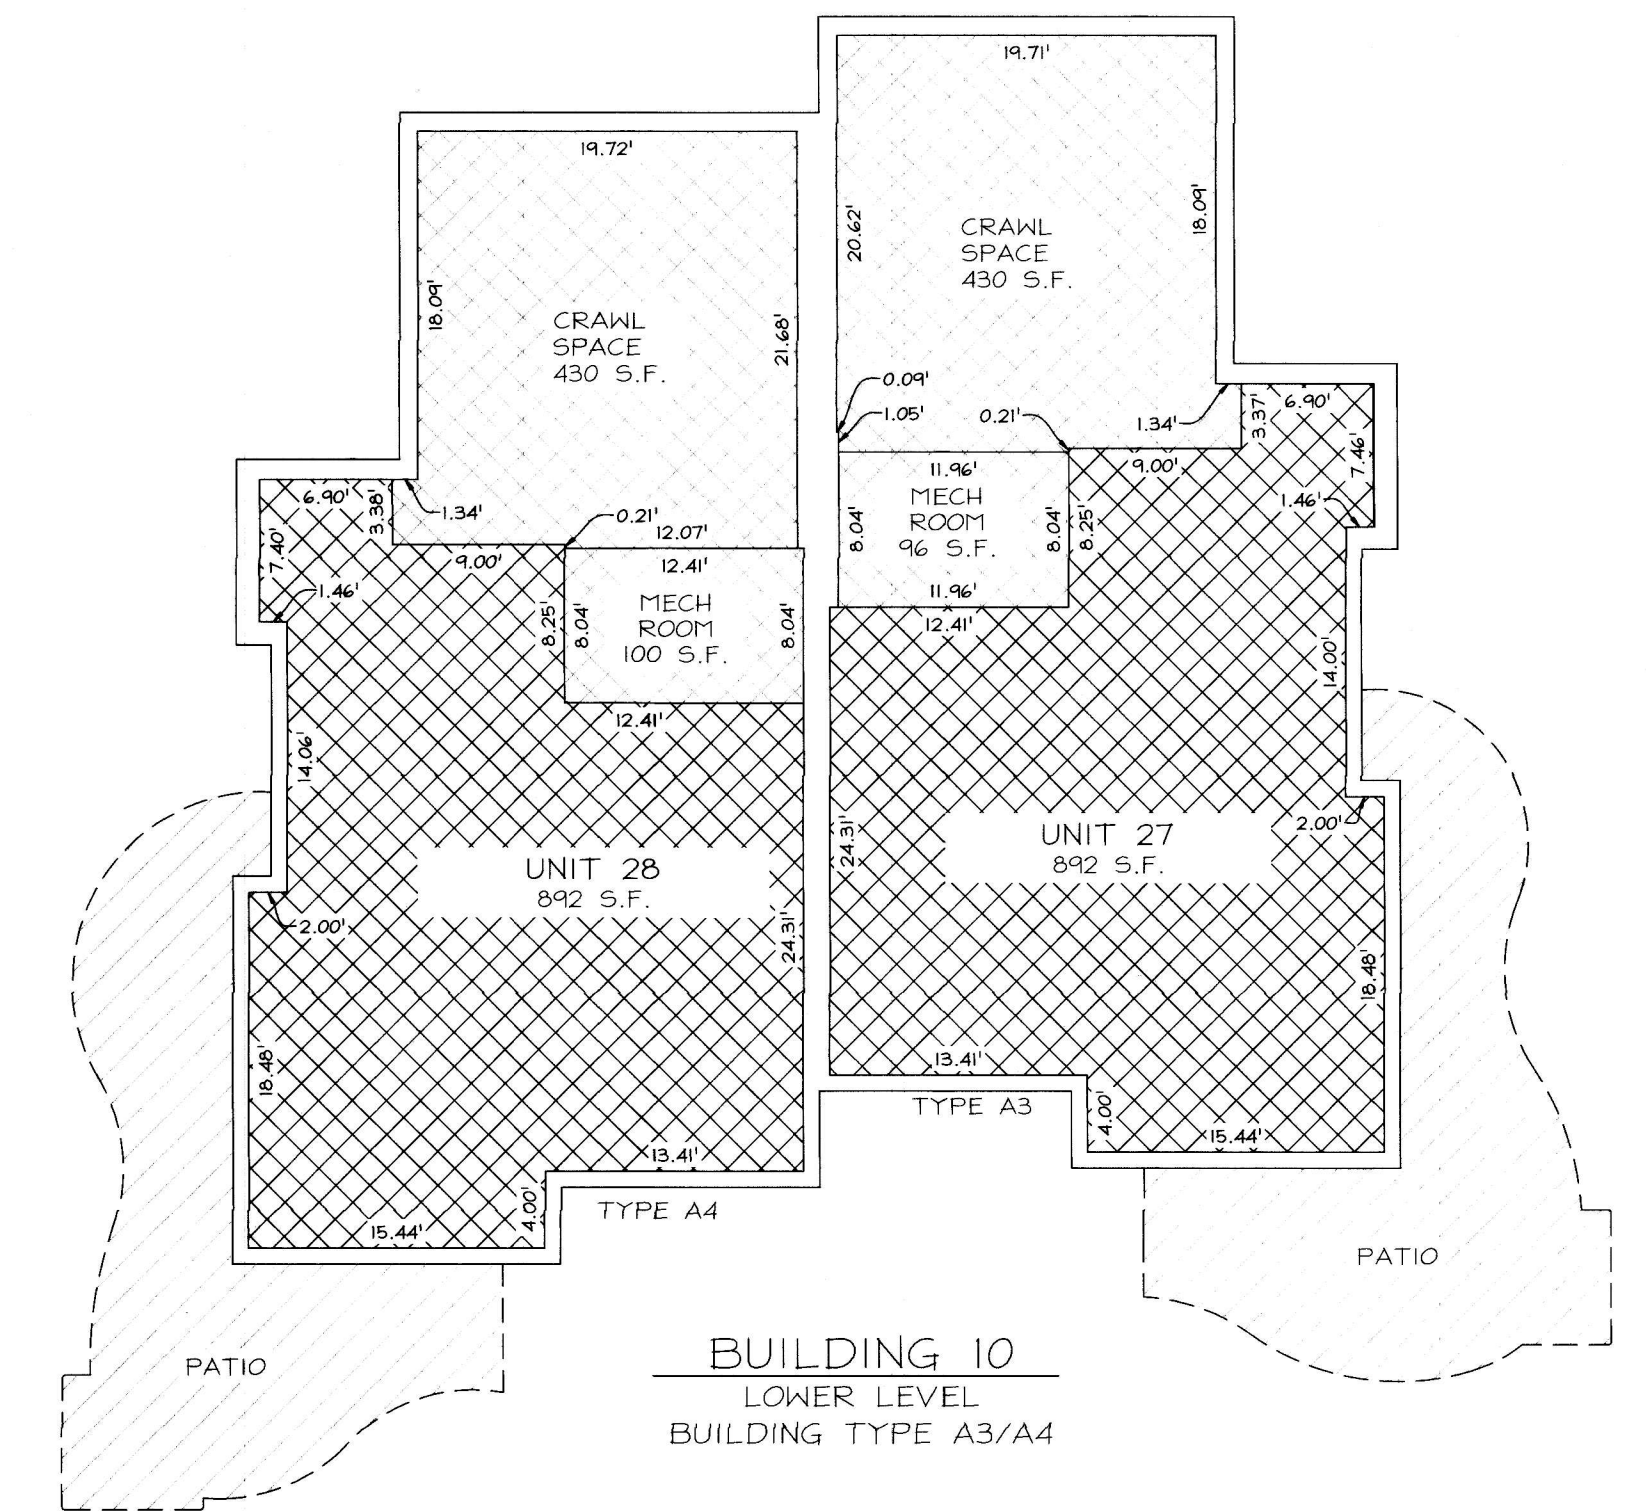 19.71'
19.72'
20.62'
18.09'
CRAWL
SPACE
430 S.F.
18.09'
CRAWL
SPACE
430 S.F.
21.68'
0.09'
1.05'
0.21'
1.34'
3.37'
6.90'
7.46'
9.00'
11.96'
MECH
ROOM
96 S.F.
8.04'
8.04'
8.25'
11.96'
12.41'
1.46'
14.00'
6.90'
3.38'
1.34'
7.40'
9.00'
0.21'
12.07'
12.41'
1.46'
8.25'
8.04'
MECH
ROOM
100 S.F.
8.04'
12.41'
14.06'
24.31'
UNIT 27
892 S.F.
2.00'
UNIT 28
892 S.F.
2.00'
24.31'
18.48'
18.48'
13.41'
TYPE A3
4.00'
15.44'
13.41'
TYPE A4
4.00'
15.44'
PATIO
PATIO
BUILDING 10
LOWER LEVEL
BUILDING TYPE A3/A4